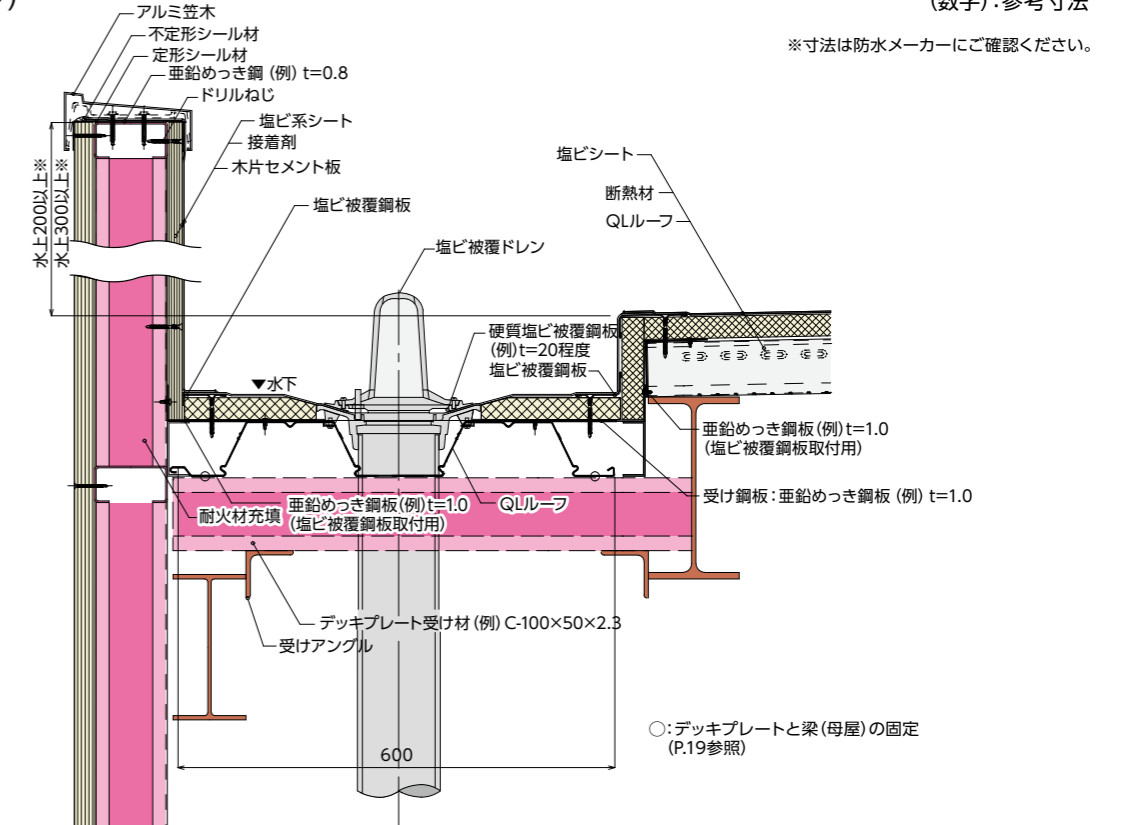 (数字):参考寸法
※寸法は防水メーカーにご確認ください。
アルミ笠木
不定形シール材
定形シール材
亜鉛めっき鋼 (例) t=0.8
ドリルねじ
塩ビ系シート
接着剤
木片セメント板
塩ビ被覆鋼板
塩ビ被覆ドレン
塩ビシート
断熱材
QLルーフ
水上200以上※
水上300以上※
硬質塩ビ被覆鋼板
(例)t=20程度
塩ビ被覆鋼板
▼水下
亜鉛めっき鋼板(例)t=1.0
(塩ビ被覆鋼板取付用)
受け鋼板:亜鉛めっき鋼板 (例) t=1.0
耐火材充填
亜鉛めっき鋼板(例)t=1.0
(塩ビ被覆鋼板取付用)
QLルーフ
デッキプレート受け材 (例) C-100×50×2.3
受けアングル
○:デッキプレートと梁(母屋)の固定
(P.19参照)
600